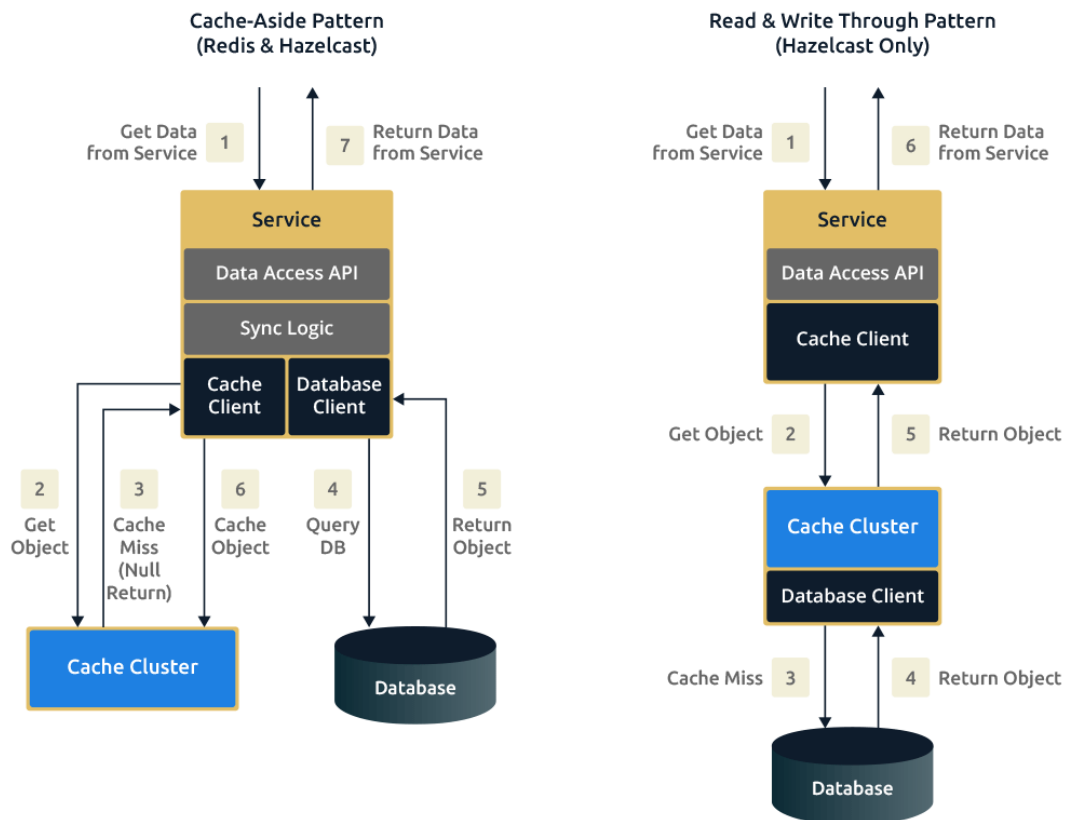 Cache-Aside Pattern
(Redis & Hazelcast)
Get Data
from Service
1
7
Return Data
from Service
Service
Data Access API
Sync Logic
Cache
Client
Database
Client
2
Get
Object
3
Cache
Miss
(Null
Return)
6
Cache
Object
4
Query
DB
5
Return
Object
Cache Cluster
Database
Read & Write Through Pattern
(Hazelcast Only)
Get Data
from Service
1
6
Return Data
from Service
Service
Data Access API
Cache Client
Get Object
2
5
Return Object
Cache Cluster
Database Client
Cache Miss
3
4
Return Object
Database